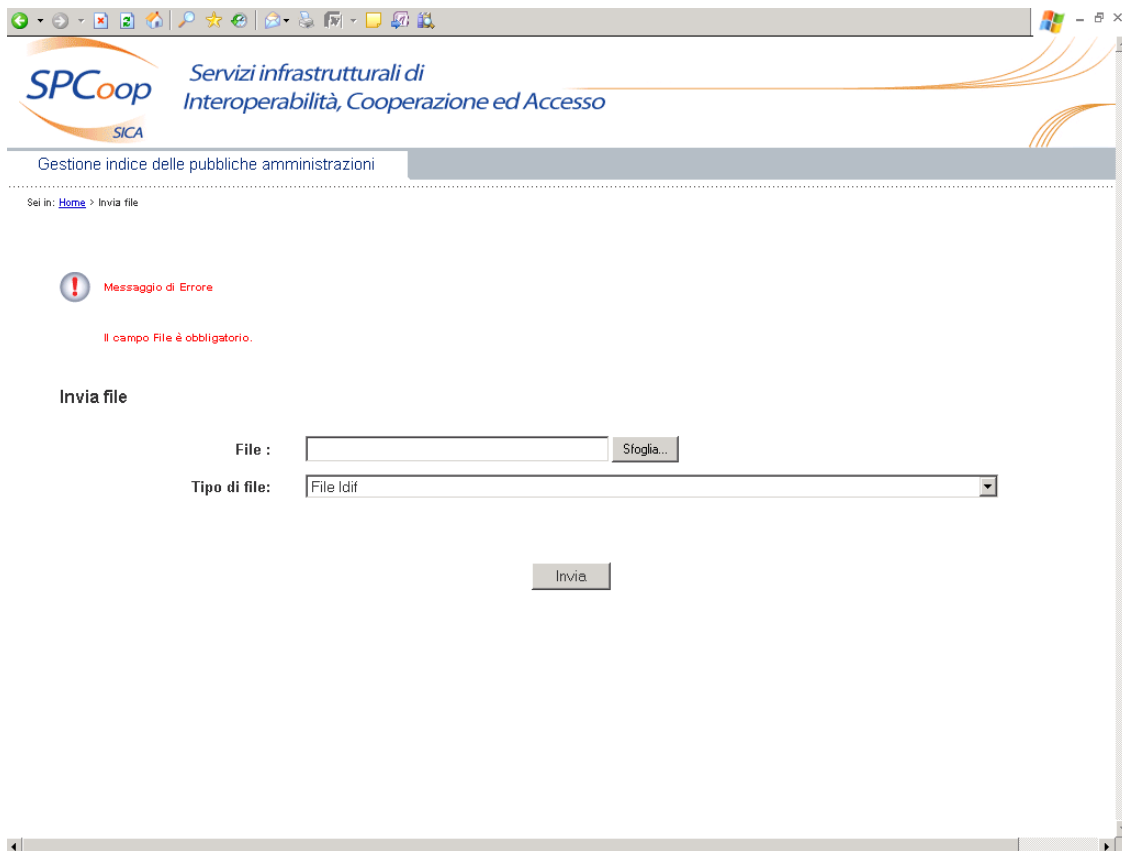 SPCoop
SICA
Servizi infrastrutturali di
Interoperabilità, Cooperazione ed Accesso
Gestione indice delle pubbliche amministrazioni
Sei in: Home > Invia file
Messaggio di Errore
Il campo File è obbligatorio.
Invia file
File :
Sfoglia...
Tipo di file:
File ldif
Invia